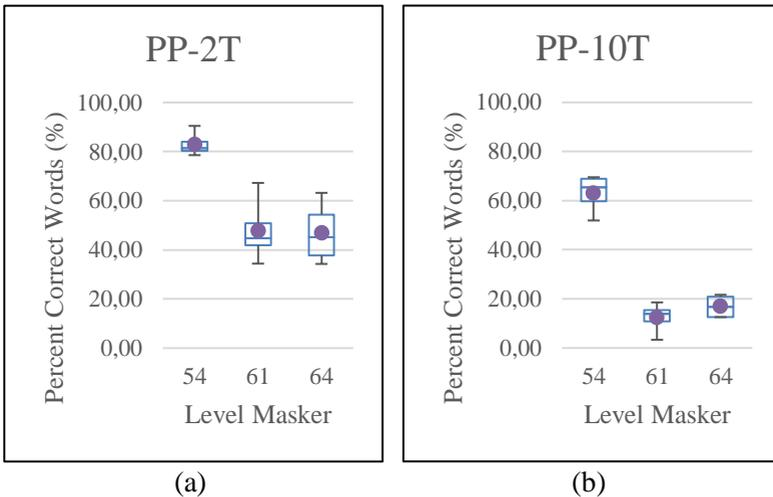 PP-2T
Percent Correct Words (%)
100,00
80,00
60,00
40,00
20,00
0,00
54 61 64
Level Masker
(a)
PP-10T
Percent Correct Words (%)
100,00
80,00
60,00
40,00
20,00
0,00
54 61 64
Level Masker
(b)